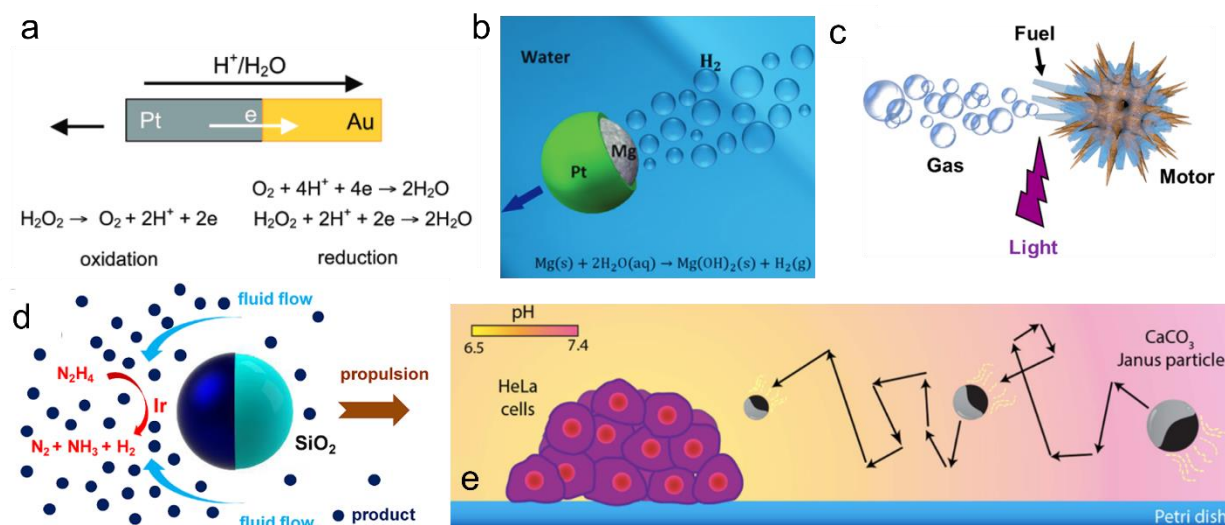 a
H⁺/H₂O
Pt
e
Au
O₂ + 4H⁺ + 4e → 2H₂O
H₂O₂ → O₂ + 2H⁺ + 2e
H₂O₂ + 2H⁺ + 2e → 2H₂O
oxidation
reduction
b
Water
H₂
Mg
Pt
Mg(s) + 2H₂O(aq) → Mg(OH)₂(s) + H₂(g)
c
Fuel
Gas
Motor
Light
d
fluid flow
N₂H₄
Ir
propulsion
SiO₂
N₂ + NH₃ + H₂
fluid flow
product
pH
6.5
7.4
CaCO₃
Janus particle
HeLa
cells
e
Petri dish